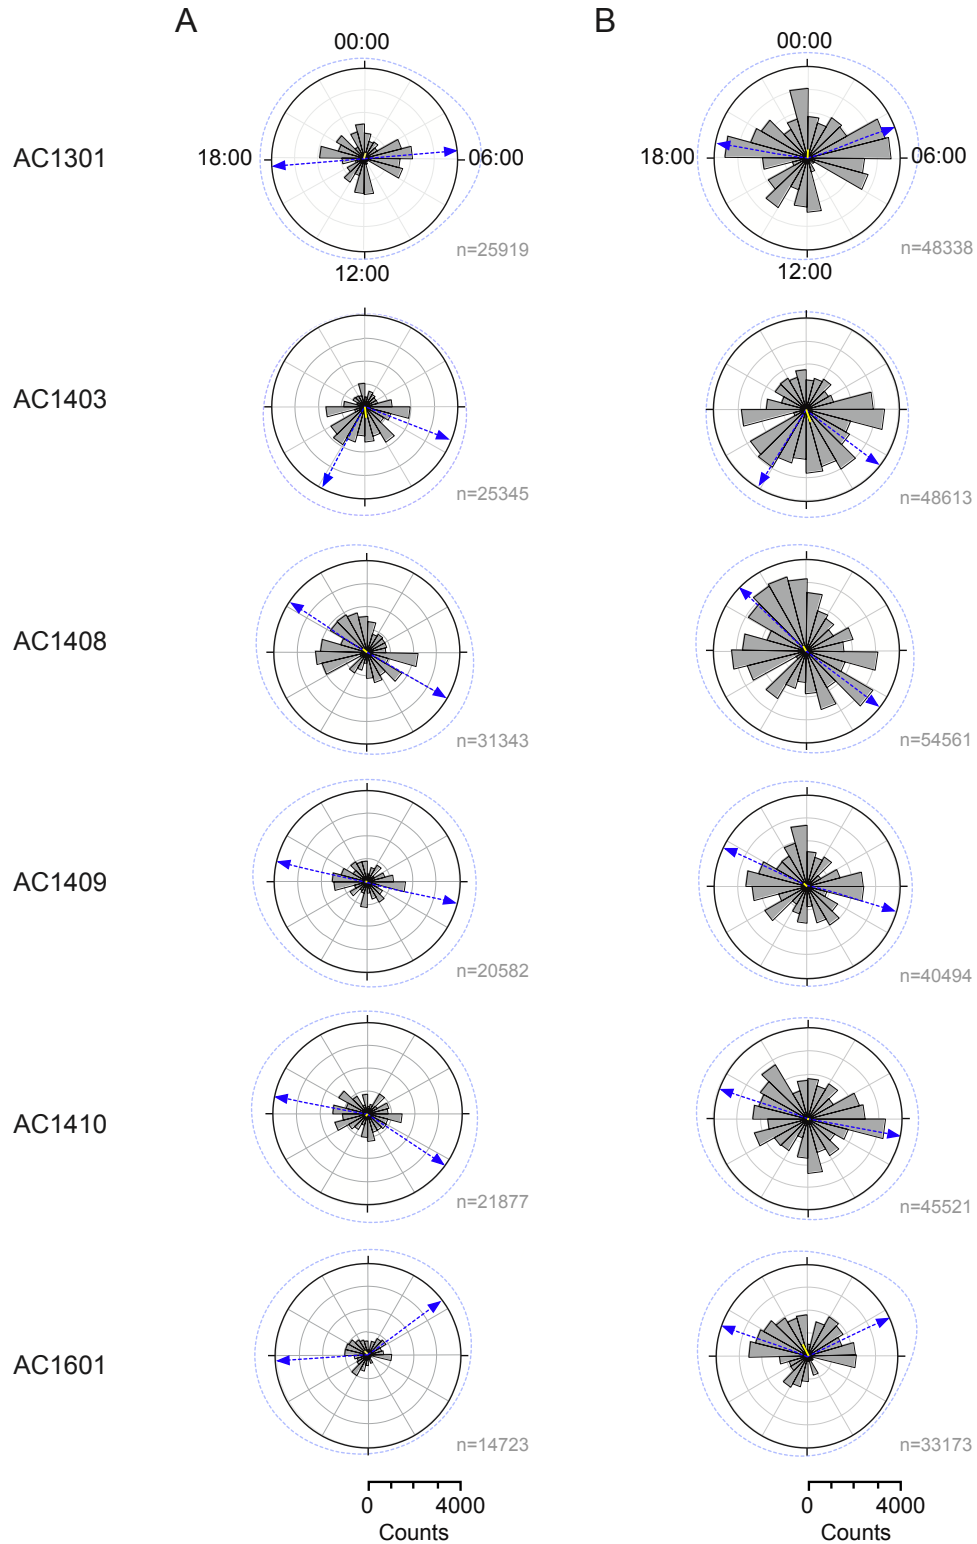 A B
00:00 00:00
AC1301
18:00 06:00 18:00 06:00
n=25919 n=48338
12:00 12:00
AC1403
n=25345 n=48613
AC1408
n=31343 n=54561
AC1409
n=20582 n=40494
AC1410
n=21877 n=45521
AC1601
n=14723 n=33173
0 4000 0 4000
Counts Counts